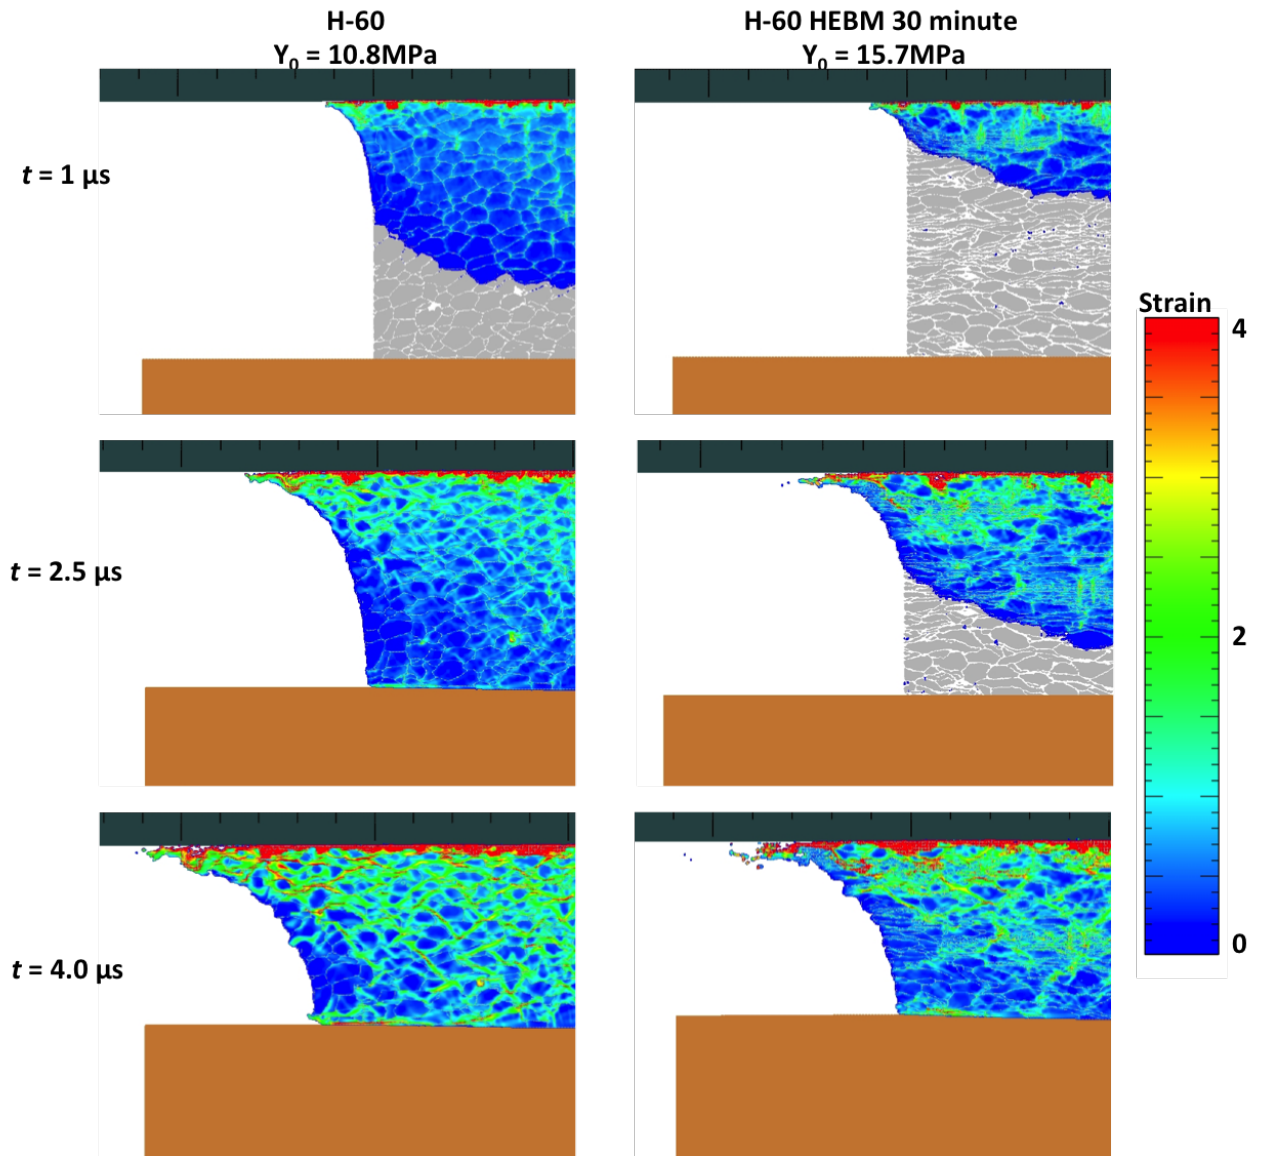 H-60
Y₀ = 10.8MPa
H-60 HEBM 30 minute
Y₀ = 15.7MPa
t = 1 μs
t = 2.5 μs
t = 4.0 μs
Strain
4
2
0